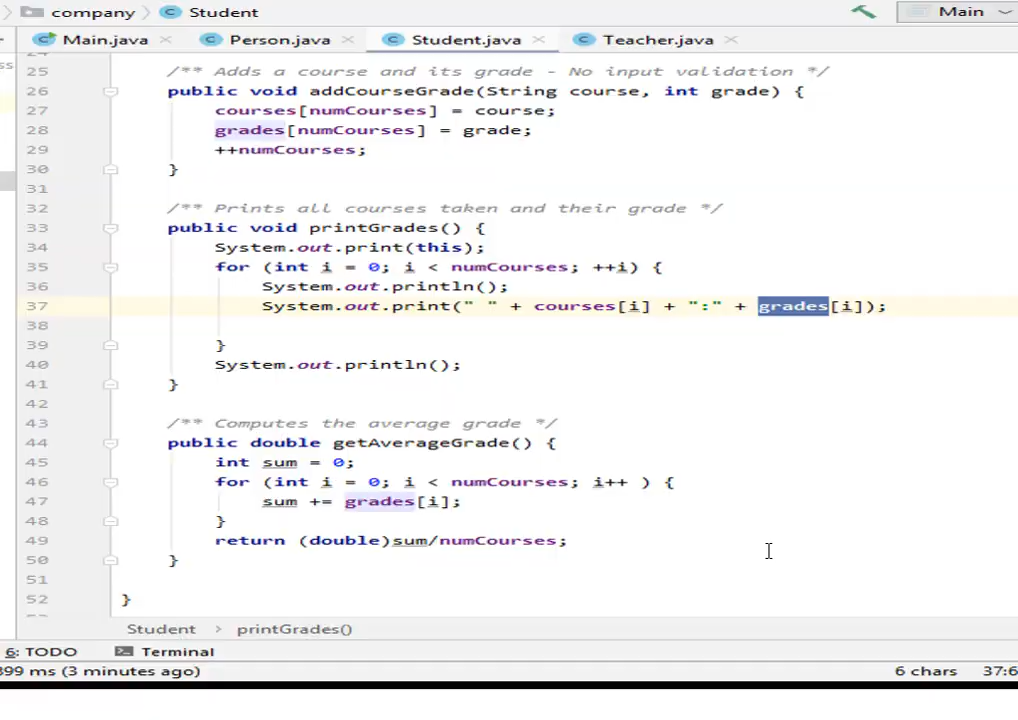 company Student Main
Main.java Person.java Student.java Teacher.java
25 /** Adds a course and its grade - No input validation */
26 public void addCourseGrade(String course, int grade) {
27 courses[numCourses] = course;
28 grades[numCourses] = grade;
29 ++numCourses;
30 }
31
32 /** Prints all courses taken and their grade */
33 public void printGrades() {
34 System.out.print(this);
35 for (int i = 0; i < numCourses; ++i) {
36 System.out.println();
37 System.out.print(" " + courses[i] + ":" + grades[i]);
38
39 }
40 System.out.println();
41 }
42
43 /** Computes the average grade */
44 public double getAverageGrade() {
45 int sum = 0;
46 for (int i = 0; i < numCourses; i++ ) {
47 sum += grades[i];
48 }
49 return (double)sum/numCourses;
50 }
51
52 }
Student > printGrades()
6: TODO Terminal
899 ms (3 minutes ago) 6 chars 37:6